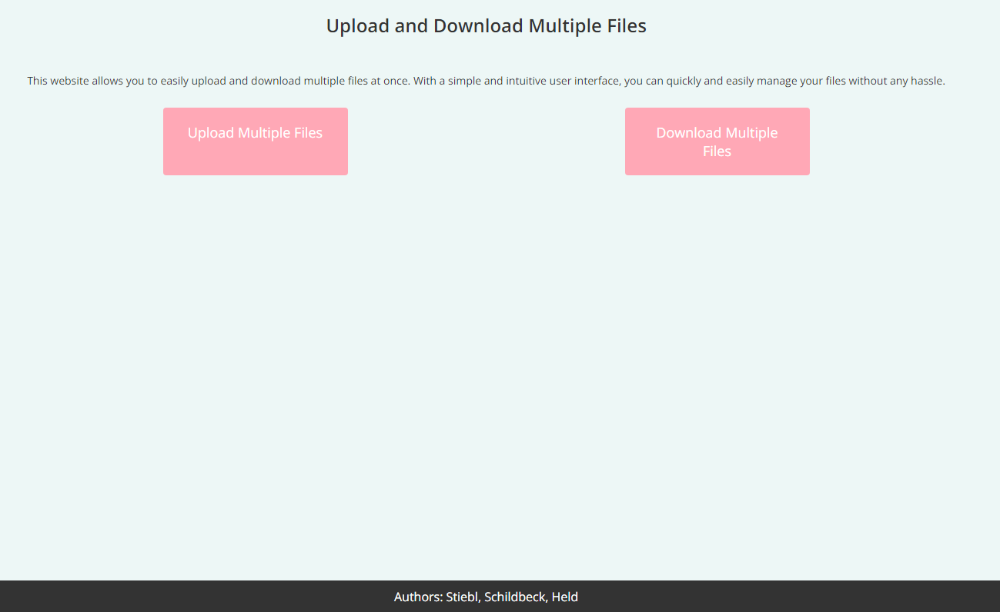 Upload and Download Multiple Files
This website allows you to easily upload and download multiple files at once. With a simple and intuitive user interface, you can quickly and easily manage your files without any hassle.
Upload Multiple Files
Download Multiple
Files
Authors: Stiebl, Schildbeck, Held